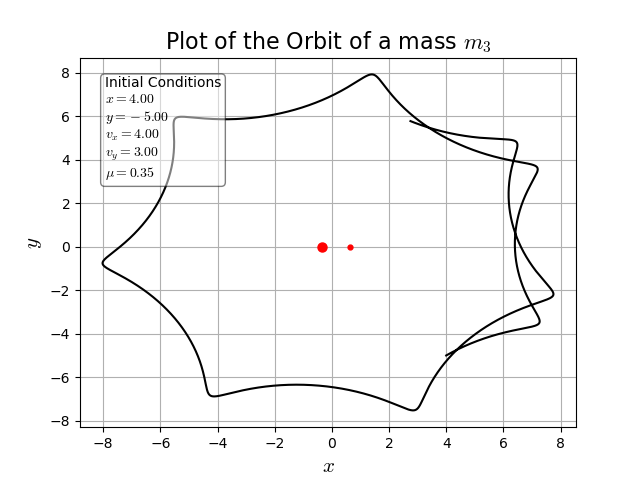 Plot of the Orbit of a mass m₃
Initial Conditions
x = 4.00
y = − 5.00
vₓ = 4.00
v_y = 3.00
μ = 0.35
8
6
4
2
0
−2
−4
−6
−8
y
−8 −6 −4 −2 0 2 4 6 8
x